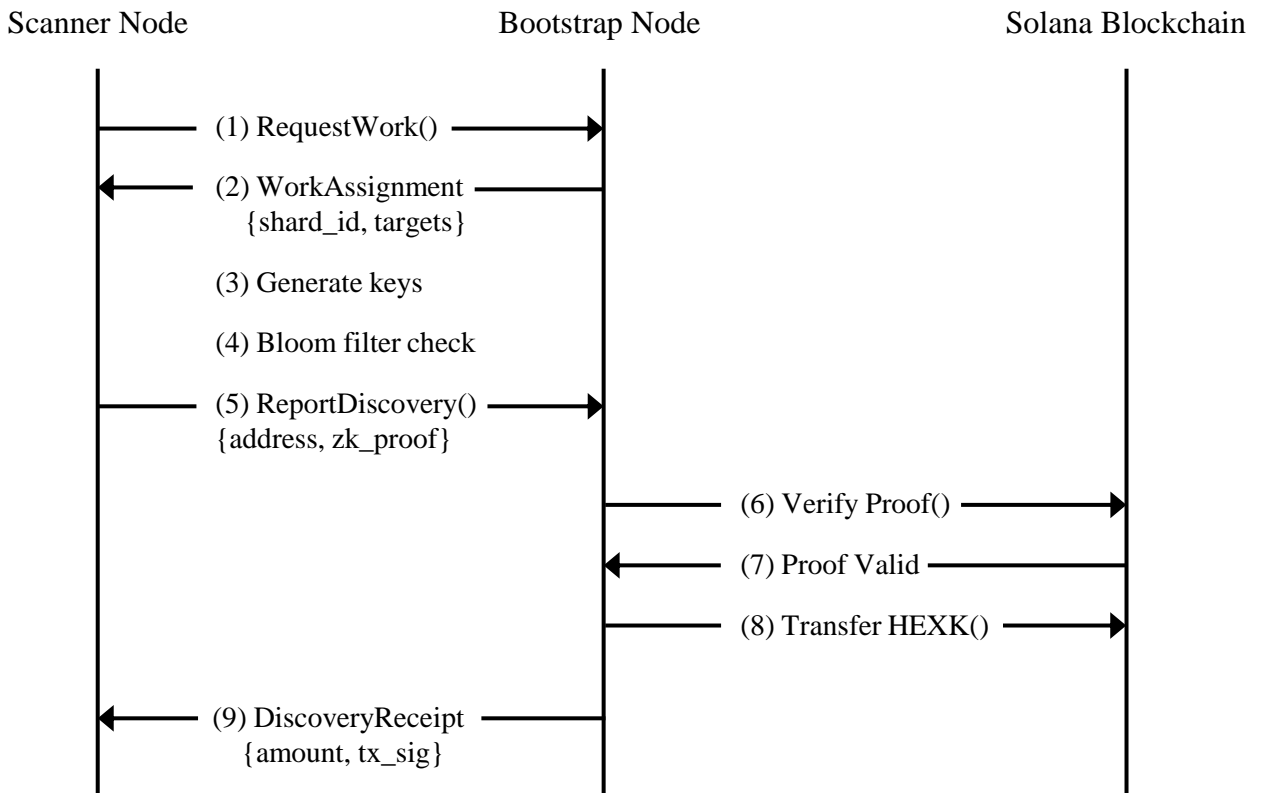 Scanner Node
Bootstrap Node
Solana Blockchain
(1) RequestWork()
(2) WorkAssignment
{shard_id, targets}
(3) Generate keys
(4) Bloom filter check
(5) ReportDiscovery()
{address, zk_proof}
(6) Verify Proof()
(7) Proof Valid
(8) Transfer HEXK()
(9) DiscoveryReceipt
{amount, tx_sig}